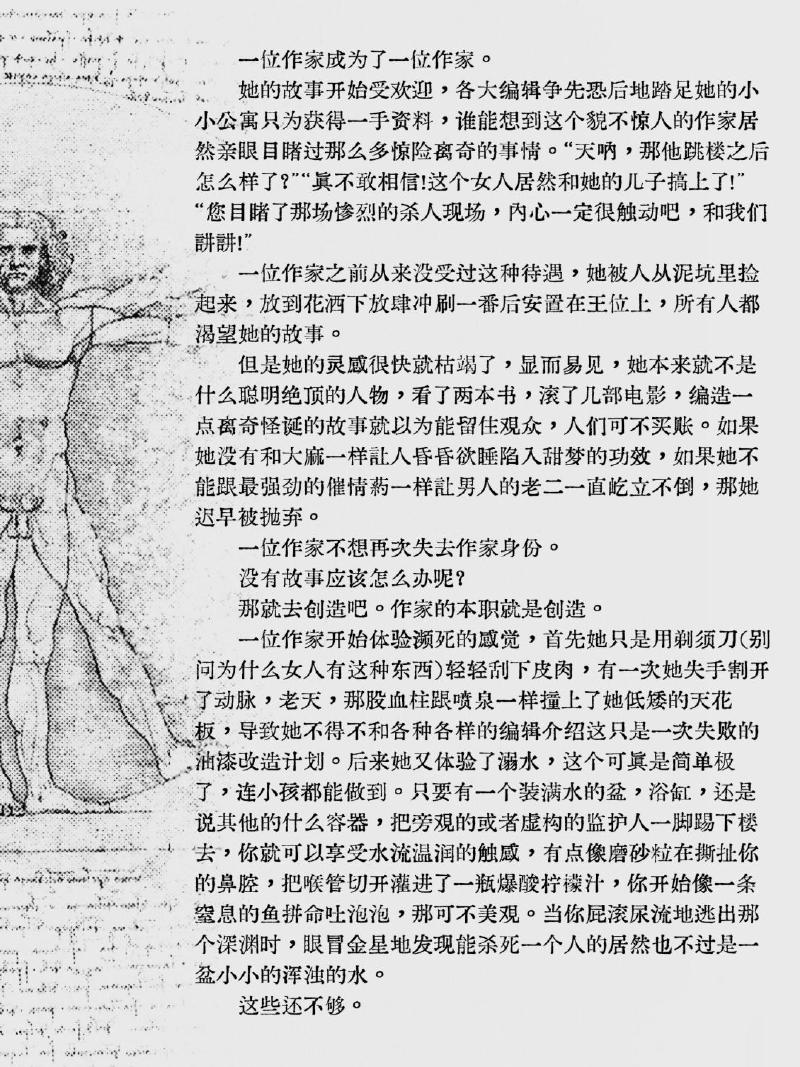 一位作家成为了一位作家。
她的故事开始受欢迎，各大编辑争先恐后地踏足她的小
小公寓只为获得一手资料，谁能想到这个貌不惊人的作家居
然亲眼目睹过那么多惊险离奇的事情。“天呐，那他跳楼之后
怎么样了?”“真不敢相信!这个女人居然和她的儿子搞上了!”
“您目睹了那场惨烈的杀人现场，内心一定很触动吧，和我们
讲讲!”
一位作家之前从来没受过这种待遇，她被人从泥坑里捡
起来，放到花洒下放肆冲刷一番后安置在王位上，所有人都
渴望她的故事。
但是她的灵感很快就枯竭了，显而易见，她本来就不是
什么聪明绝顶的人物，看了两本书，滚了几部电影，编造一
点离奇怪诞的故事就以为能留住观众，人们可不买账。如果
她没有和大麻一样让人昏昏欲睡陷入甜梦的功效，如果她不
能跟最强劲的催情药一样让男人的老二一直屹立不倒，那她
迟早被抛弃。
一位作家不想再次失去作家身份。
没有故事应该怎么办呢?
那就去创造吧。作家的本职就是创造。
一位作家开始体验濒死的感觉，首先她只是用剃须刀(别
问为什么女人有这种东西)轻轻刮下皮肉，有一次她失手割开
了动脉，老天，那股血柱跟喷泉一样撞上了她低矮的天花
板，导致她不得不和各种各样的编辑介绍这只是一次失败的
油漆改造计划。后来她又体验了溺水，这个可真是简单极
了，连小孩都能做到。只要有一个装满水的盆，浴缸，还是
说其他的什么容器，把旁观的或者虚构的监护人一脚踢下楼
去，你就可以享受水流温润的触感，有点像磨砂粒在撕扯你
的鼻腔，把喉管切开灌进了一瓶爆酸柠檬汁，你开始像一条
窒息的鱼拼命吐泡泡，那可不美观。当你屁滚尿流地逃出那
个深渊时，眼冒金星地发现能杀死一个人的居然也不过是一
盆小小的浑浊的水。
这些还不够。